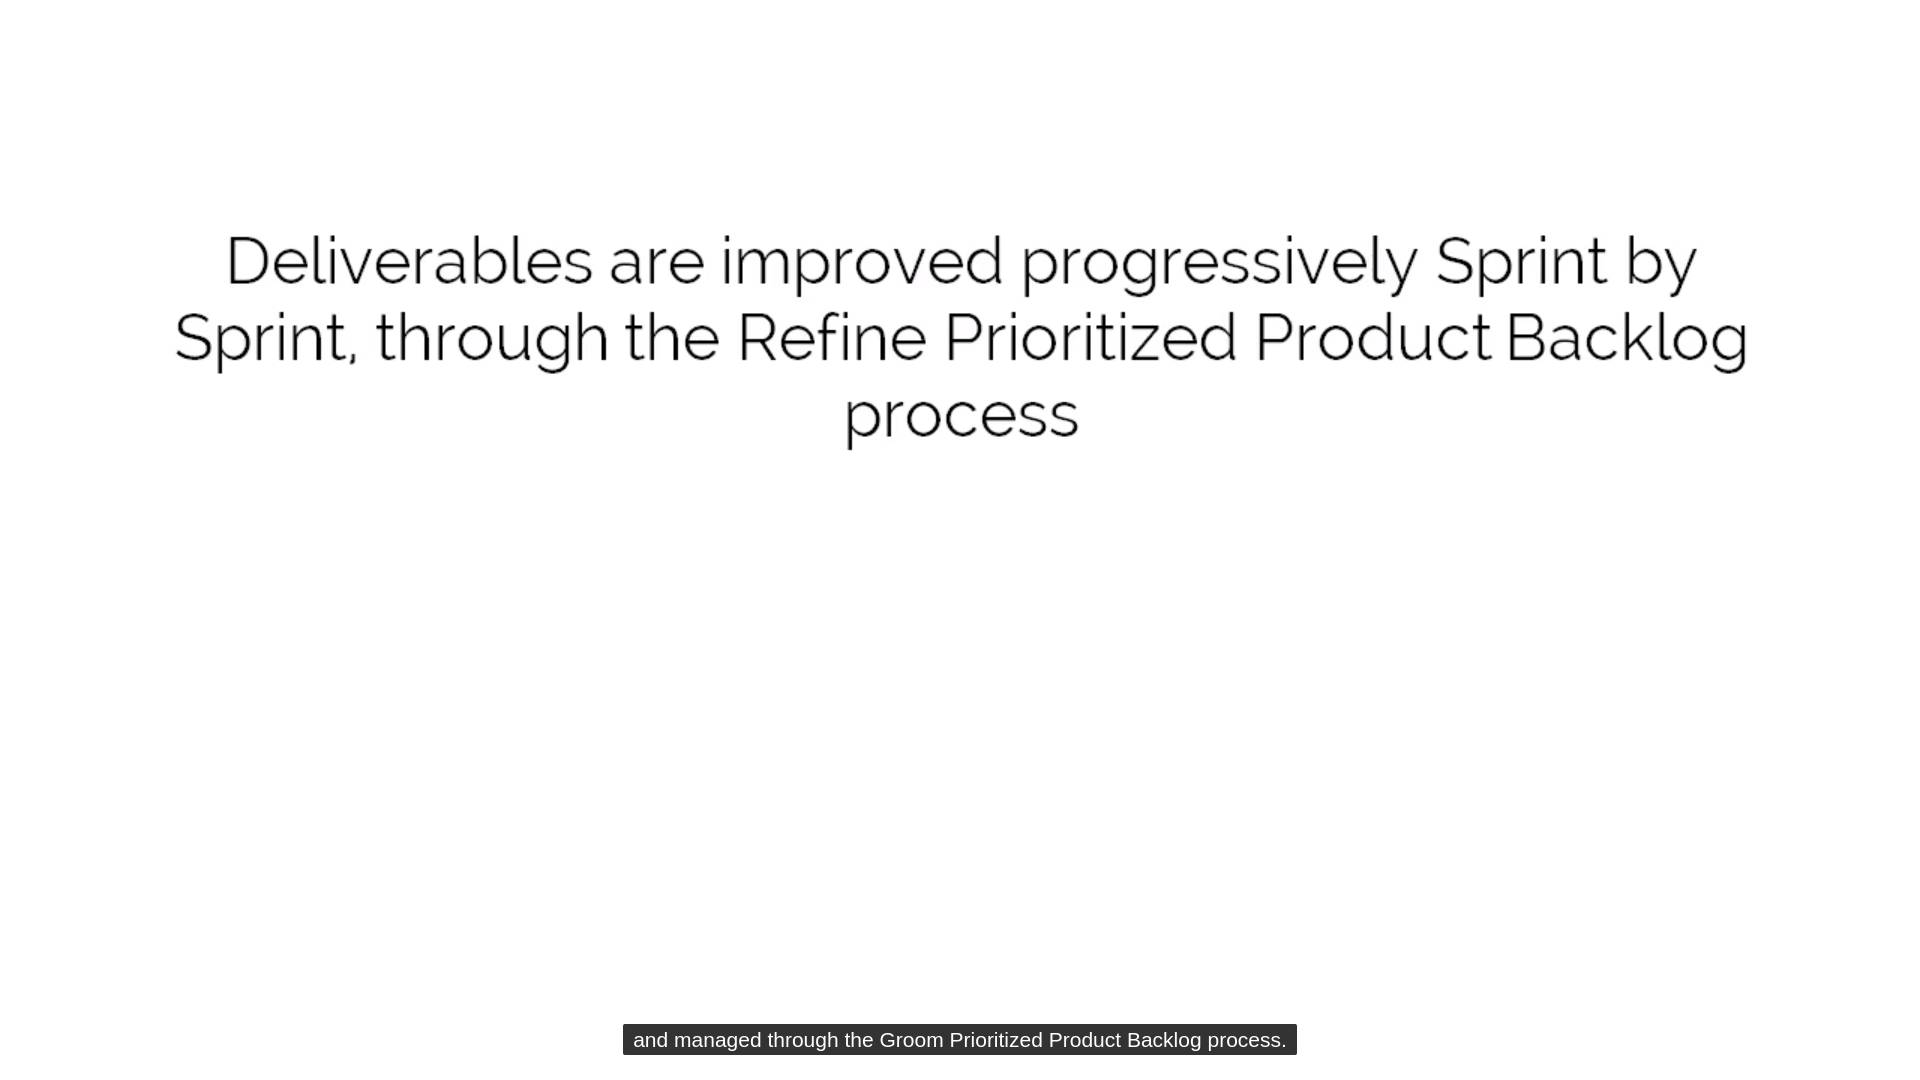 Deliverables are improved progressively Sprint by
Sprint, through the Refine Prioritized Product Backlog
process
and managed through the Groom Prioritized Product Backlog process.